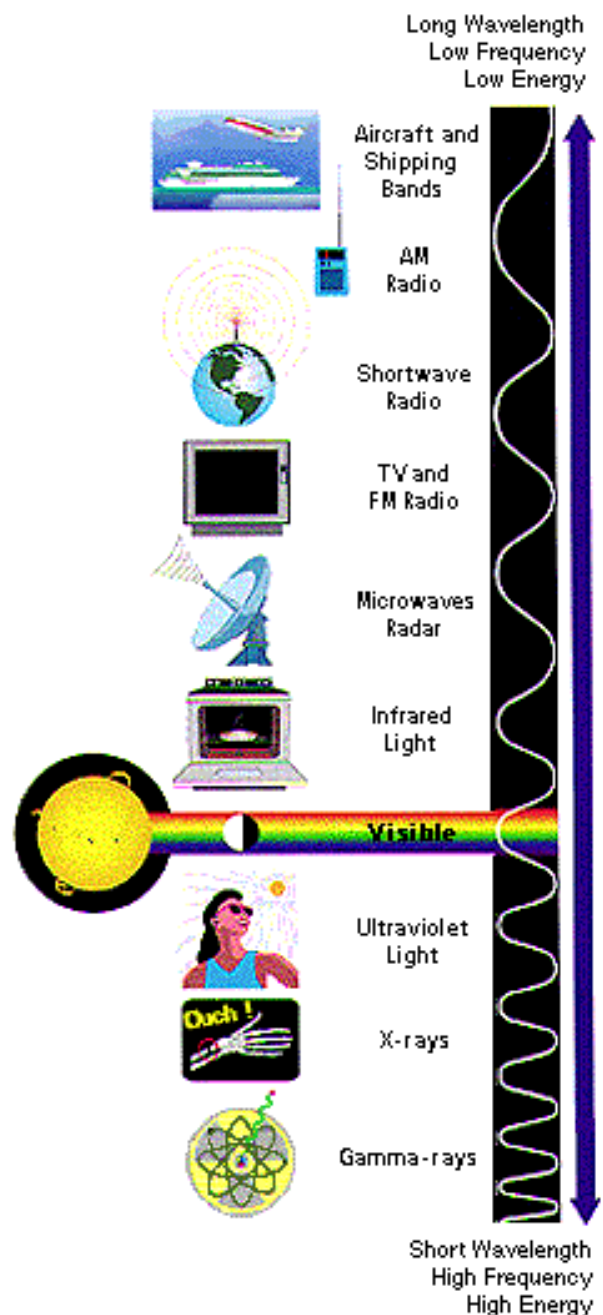 Long Wavelength
Low Frequency
Low Energy
Aircraft and
Shipping
Bands
AM
Radio
Shortwave
Radio
TV and
FM Radio
Microwaves
Radar
Infrared
Light
Visible
Ultraviolet
Light
Ouch !
X-rays
Gamma-rays
Short Wavelength
High Frequency
High Energy